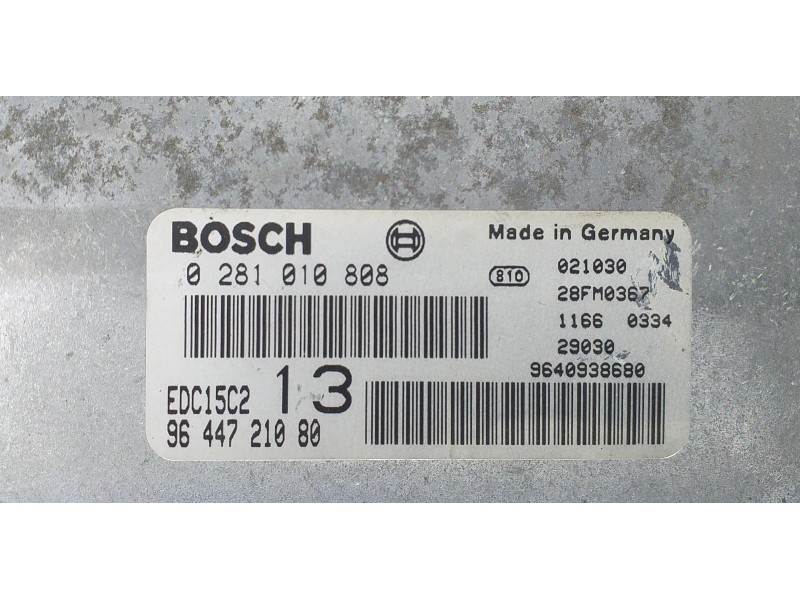 BOSCH
Made in Germany
0 281 010 808
810
021030
28FM0367
1166 0334
29030
9640938680
EDC15C2
13
96 447 210 80